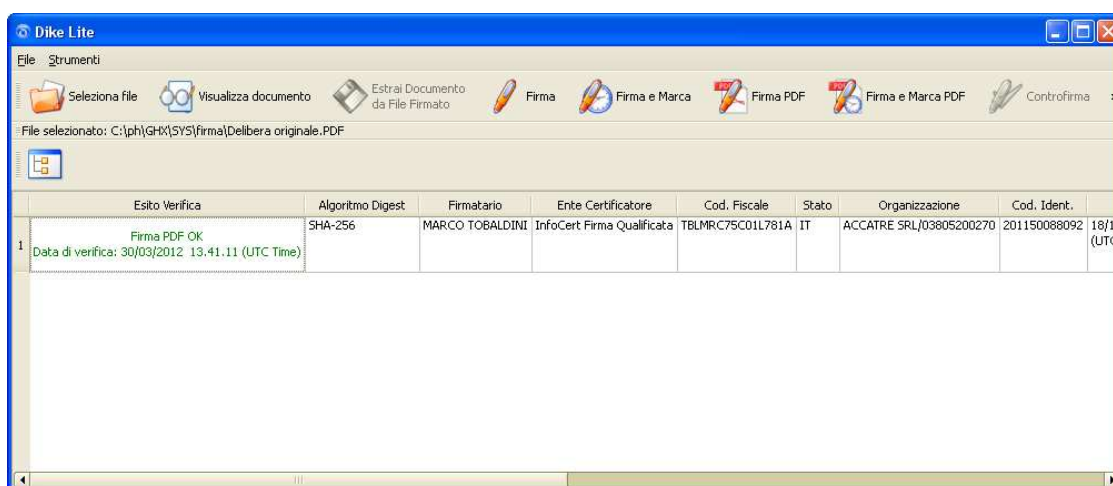 Dike Lite
File Strumenti
Seleziona file Visualizza documento Estrai Documento da File Firmato Firma Firma e Marca Firma PDF Firma e Marca PDF Controfirma
File selezionato: C:\ph\GHX\SYS\firma\Delibera originale.PDF
Esito Verifica Algoritmo Digest Firmatario Ente Certificatore Cod. Fiscale Stato Organizzazione Cod. Ident.
1 Firma PDF OK SHA-256 MARCO TOBALDINI InfoCert Firma Qualificata TBLMRC75C01L781A IT ACCATRE SRL/03805200270 201150088092 18/1
Data di verifica: 30/03/2012 13.41.11 (UTC Time) (UTC